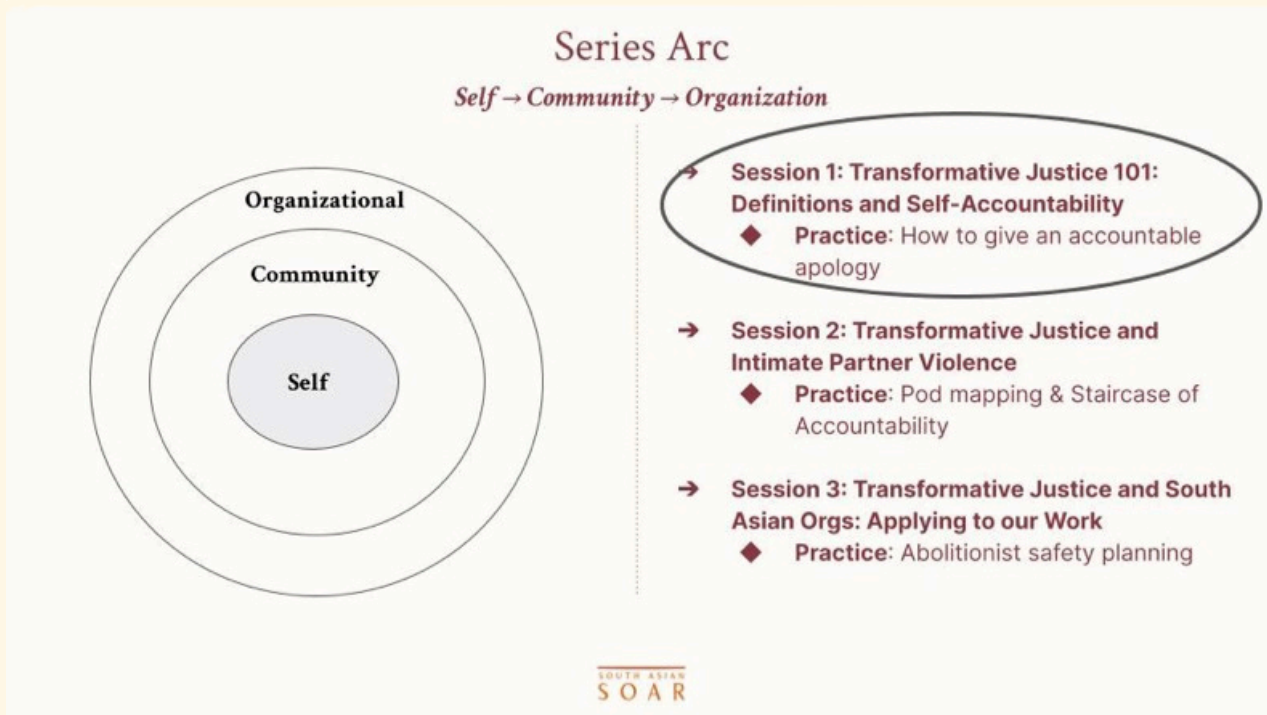 Series Arc
Self → Community → Organization
Organizational
Community
Self
➔ Session 1: Transformative Justice 101:
Definitions and Self-Accountability
◆ Practice: How to give an accountable
apology
➔ Session 2: Transformative Justice and
Intimate Partner Violence
◆ Practice: Pod mapping & Staircase of
Accountability
➔ Session 3: Transformative Justice and South
Asian Orgs: Applying to our Work
◆ Practice: Abolitionist safety planning
SOUTH ASIAN
SOAR